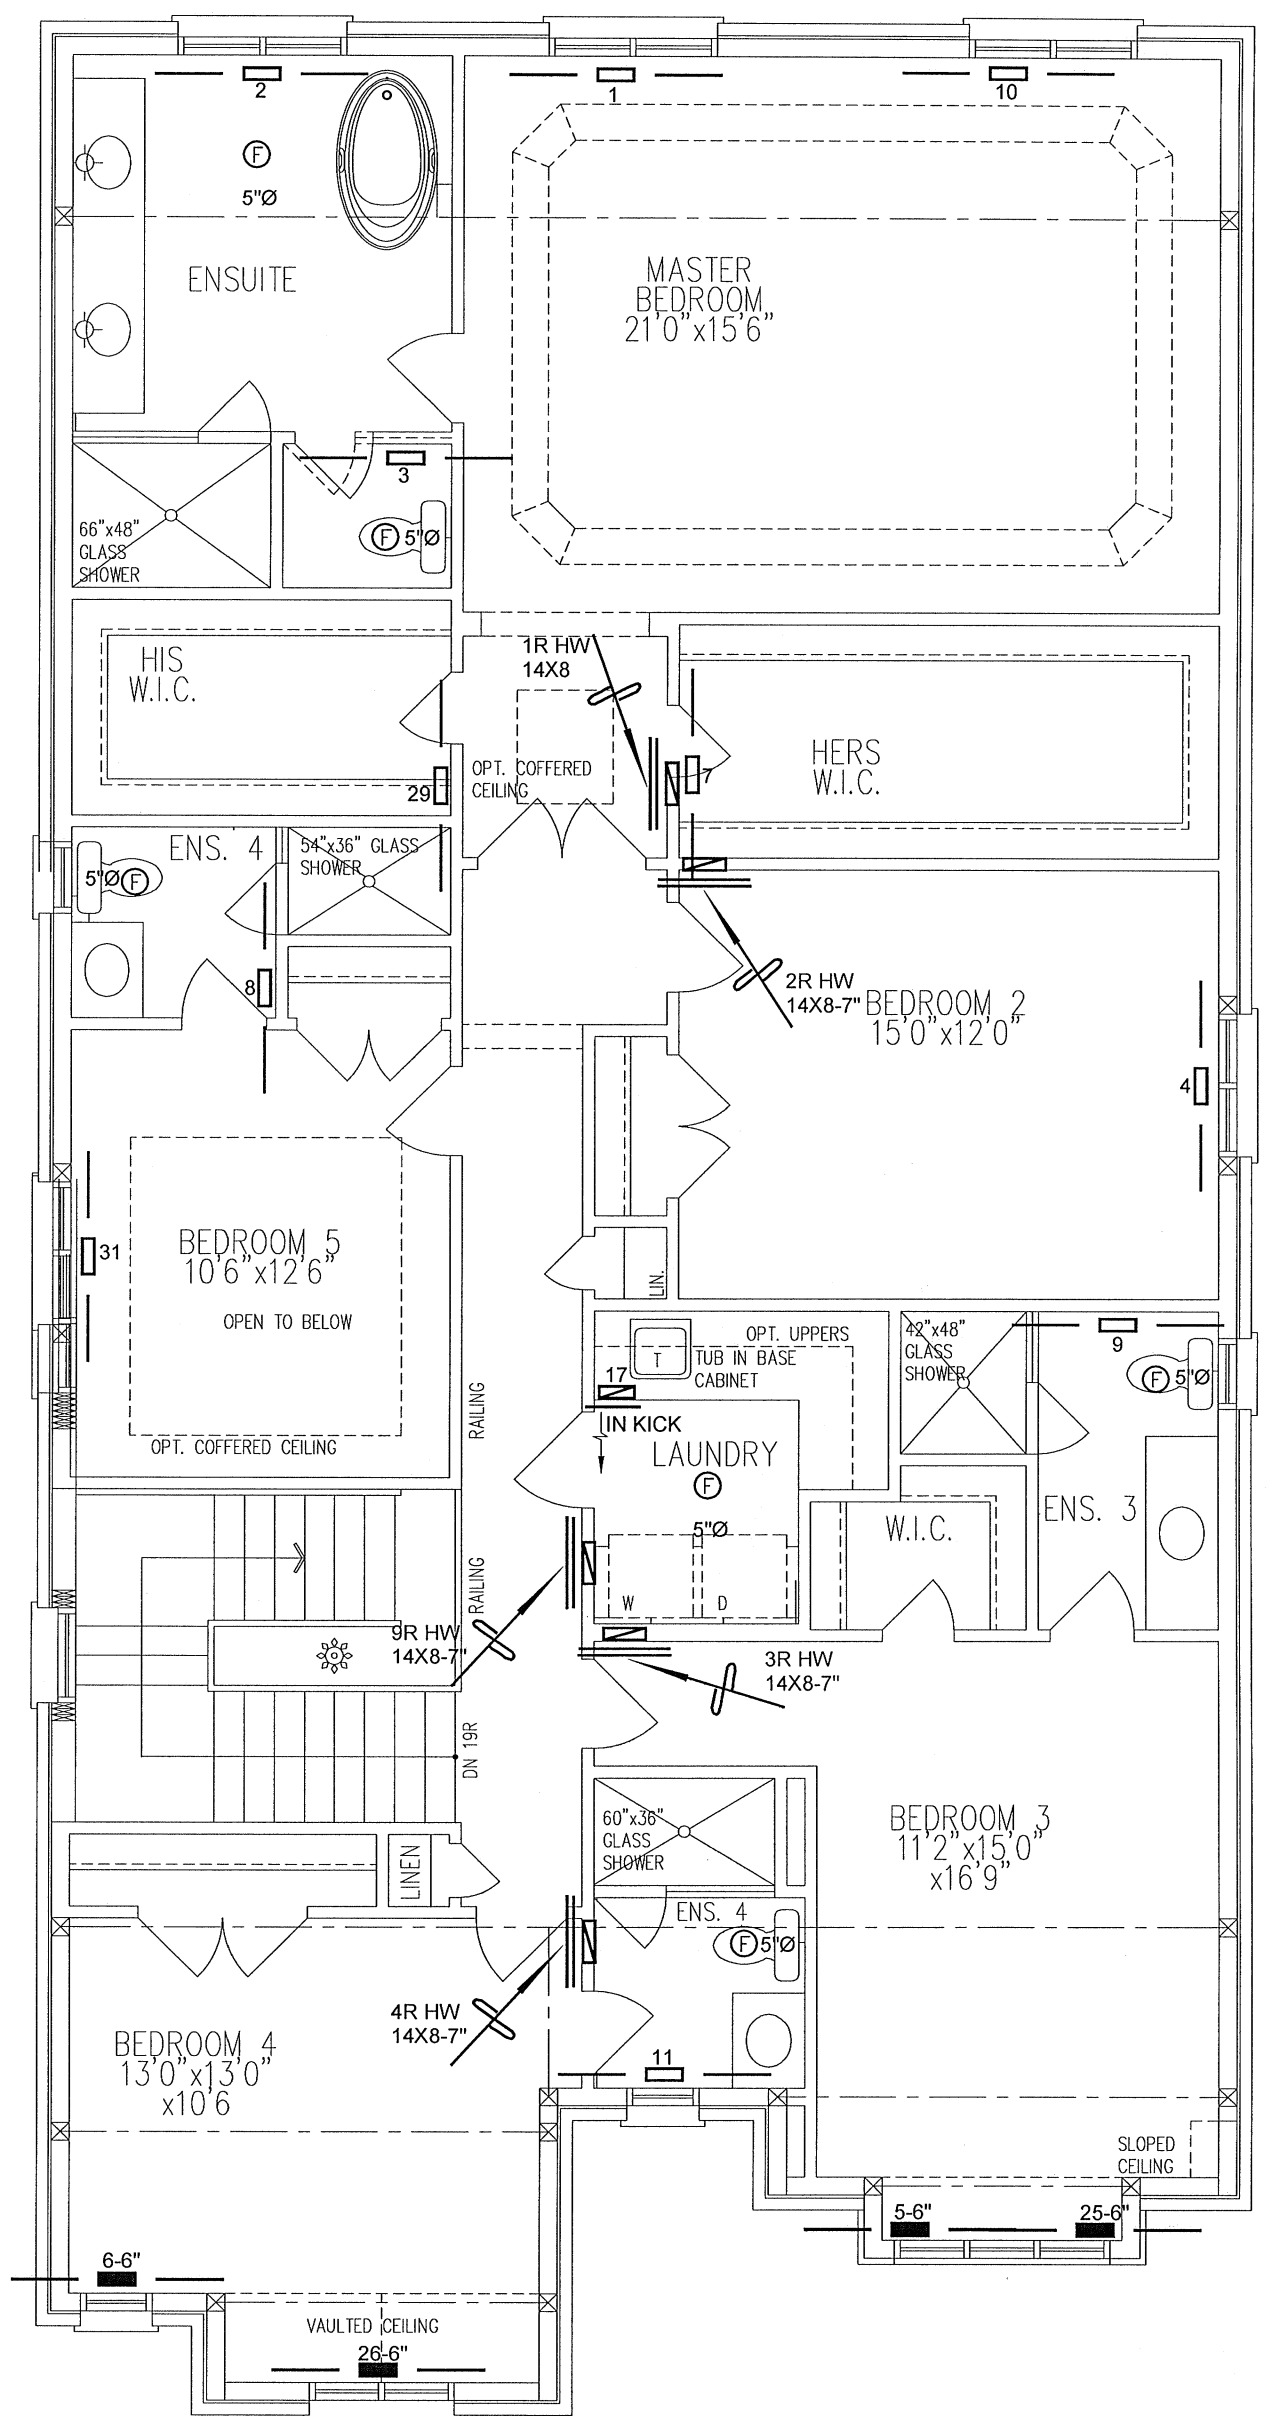 2
1
10
F
5"Ø
ENSUITE
MASTER
BEDROOM
21'0"x15'6"
3
66"x48"
GLASS
SHOWER
F 5"Ø
HIS
W.I.C.
1R HW
14X8
HERS
W.I.C.
OPT. COFFERED
CEILING
7
29
ENS. 4
54"x36" GLASS
SHOWER
5"Ø F
8
2R HW
14X8-7"
BEDROOM 2
15'0"x12'0"
4
BEDROOM 5
10'6"x12'6"
31
OPEN TO BELOW
LIN.
OPT. UPPERS
T
TUB IN BASE
CABINET
42"x48"
GLASS
SHOWER
9
F 5"Ø
17
IN KICK
RAILING
LAUNDRY
F
5"Ø
OPT. COFFERED CEILING
W.I.C.
ENS. 3
RAILING
W
D
9R HW
14X8-7"
3R HW
14X8-7"
DN 19R
60"x36"
GLASS
SHOWER
BEDROOM 3
11'2"x15'0"
x16'9"
LINEN
ENS. 4
F 5"Ø
4R HW
14X8-7"
BEDROOM 4
13'0"x13'0"
x10'6
11
SLOPED
CEILING
5-6"
25-6"
6-6"
VAULTED CEILING
26-6"